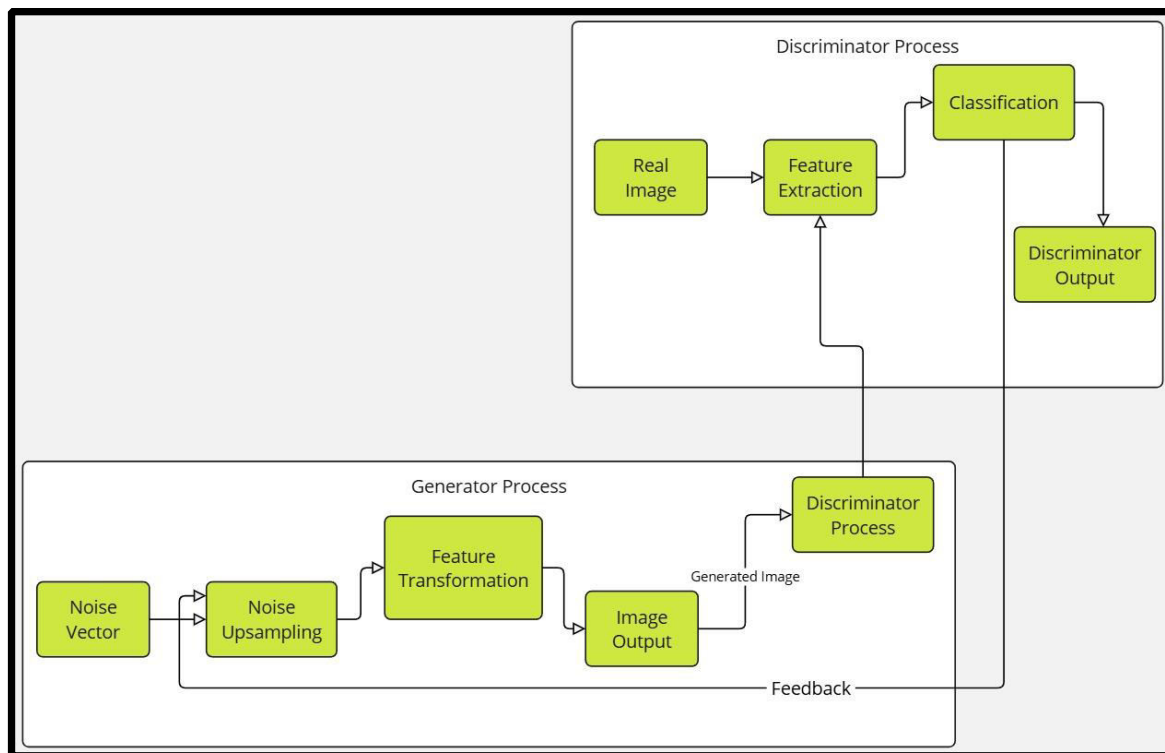 Discriminator Process
Classification
Real
Image
Feature
Extraction
Discriminator
Output
Generator Process
Discriminator
Process
Feature
Transformation
Generated Image
Noise
Vector
Noise
Upsampling
Image
Output
Feedback